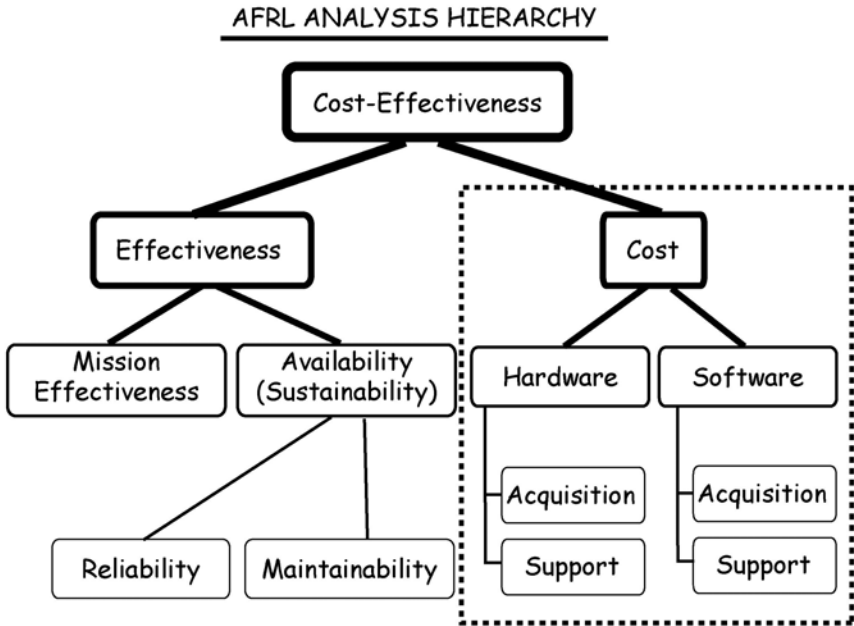 AFRL ANALYSIS HIERARCHY
Cost-Effectiveness
Effectiveness
Cost
Mission
Effectiveness
Availability
(Sustainability)
Hardware
Software
Acquisition
Acquisition
Reliability
Maintainability
Support
Support